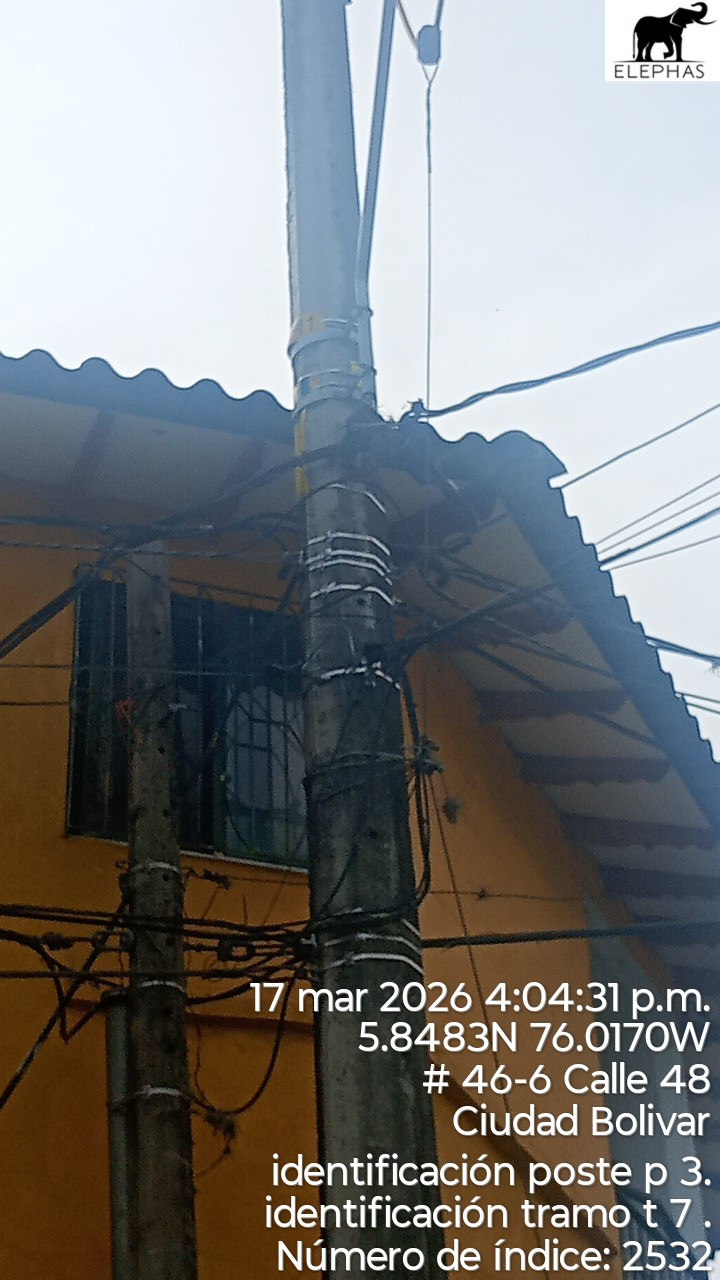 ELEPHAS
17 mar 2026 4:04:31 p.m.
5.8483N 76.0170W
# 46-6 Calle 48
Ciudad Bolivar
identificación poste p 3.
identificación tramo t 7 .
Número de índice: 2532